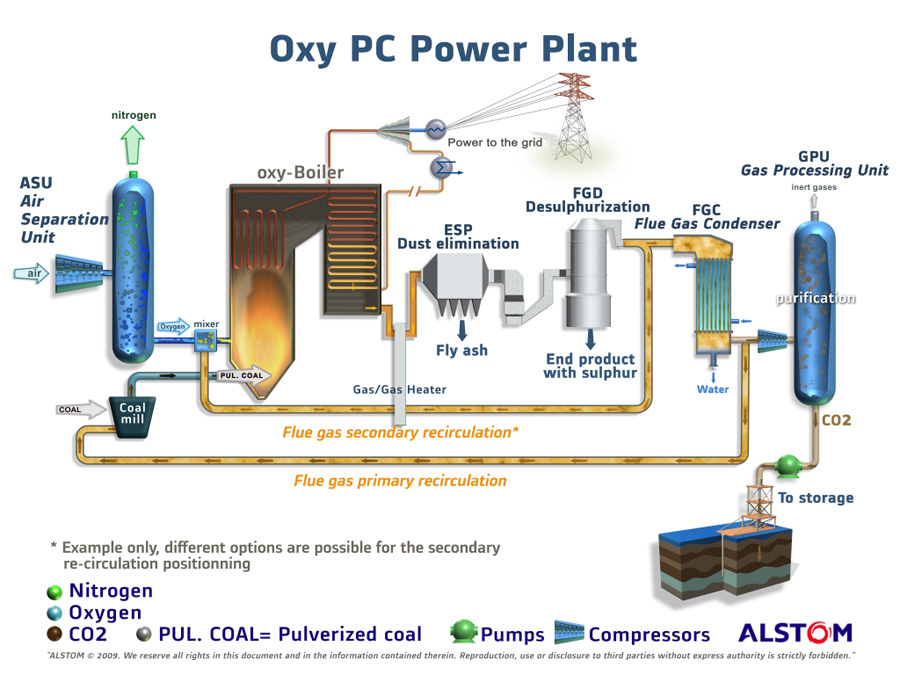 Oxy PC Power Plant
nitrogen
Power to the grid
GPU
Gas Processing Unit
inert gases
oxy-Boiler
ASU
Air
Separation
Unit
FGD
Desulphurization
FGC
Flue Gas Condenser
ESP
Dust elimination
air
purification
Oxygen
mixer
Fly ash
End product
with sulphur
PUL. COAL
Gas/Gas Heater
Water
COAL
Coal
mill
CO2
Flue gas secondary recirculation*
Flue gas primary recirculation
To storage
* Example only, different options are possible for the secondary
re-circulation positionning
Nitrogen
Oxygen
CO2
PUL. COAL= Pulverized coal
Pumps
Compressors
ALSTOM
"ALSTOM © 2009. We reserve all rights in this document and in the information contained therein. Reproduction, use or disclosure to third parties without express authority is strictly forbidden."